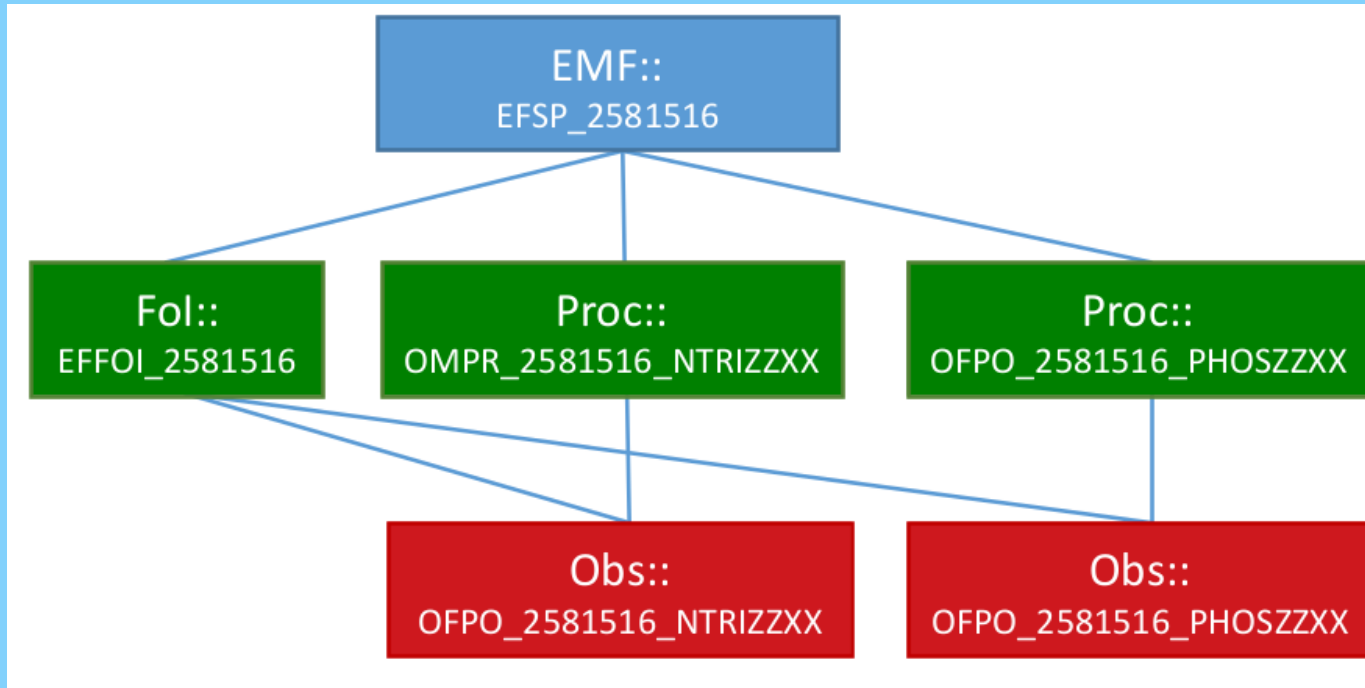 EMF::
EFSP_2581516
FoI::
EFFOI_2581516
Proc::
OMPR_2581516_NTRIZZXX
Proc::
OFPO_2581516_PHOSZZXX
Obs::
OFPO_2581516_NTRIZZXX
Obs::
OFPO_2581516_PHOSZZXX